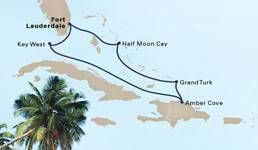 Fort
Lauderdale
Key West
Half Moon Cay
Grand Turk
Amber Cove